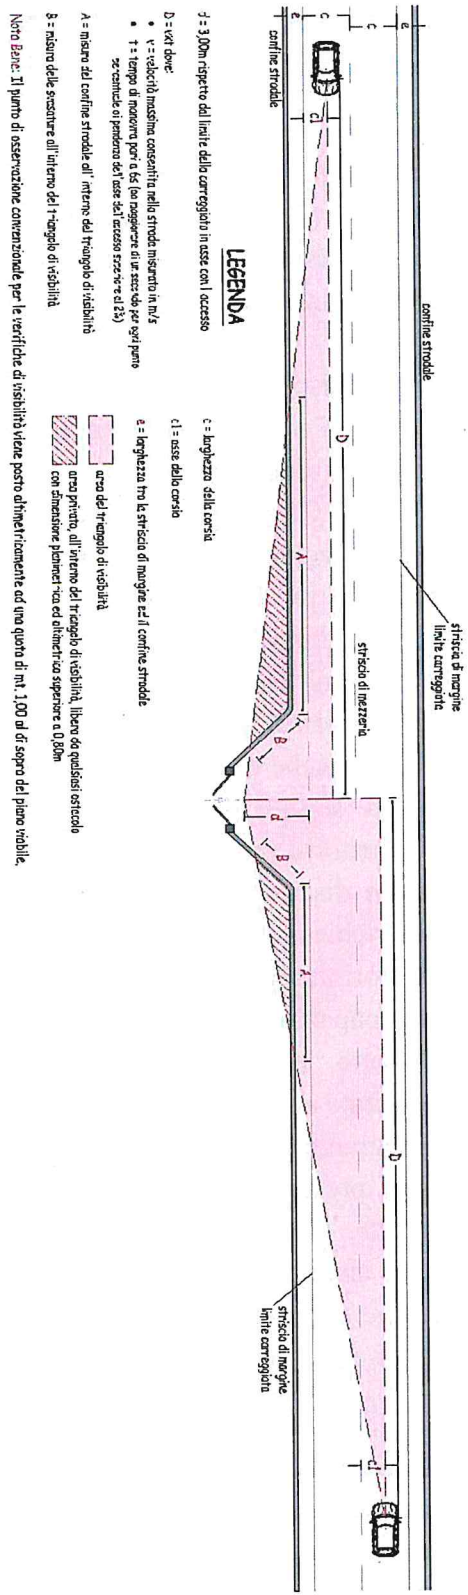 e
c
c
e
confine stradale
confine stradale
c1
D
striscia di margine
limite carreggiata
striscia di mezzeria
A
B
d
B
A
D
striscia di margine
limite carreggiata
c1
LEGENDA
d = 3,00m rispetto dal limite della carreggiata in asse con l accesso
D = vxt dove:
• v = velocità massima consentita nella strada misurata in m/s
• t = tempo di manovra pari a 6s (da maggiorare di un secondo per ogni punto
percentuale di pendenza dell'asse dell'accesso superiore al 2%)
A = misura del confine stradale all' interno del triangolo di visibilità
B = misura delle svasature all'interno del triangolo di visibilità
c = larghezza della corsia
c1 = asse della corsia
e = larghezza tra la striscia di margine ed il confine stradale
area del triangolo di visibilità
area privata, all'interno del triangolo di visibilità, libera da qualsiasi ostacolo
con dimensione planimetrica ed altimetrica superiore a 0,80m
Nota Bene: Il punto di osservazione convenzionale per le verifiche di visibilità viene posto altimetricamente ad una quota di mt. 1,00 al di sopra del piano viabile.